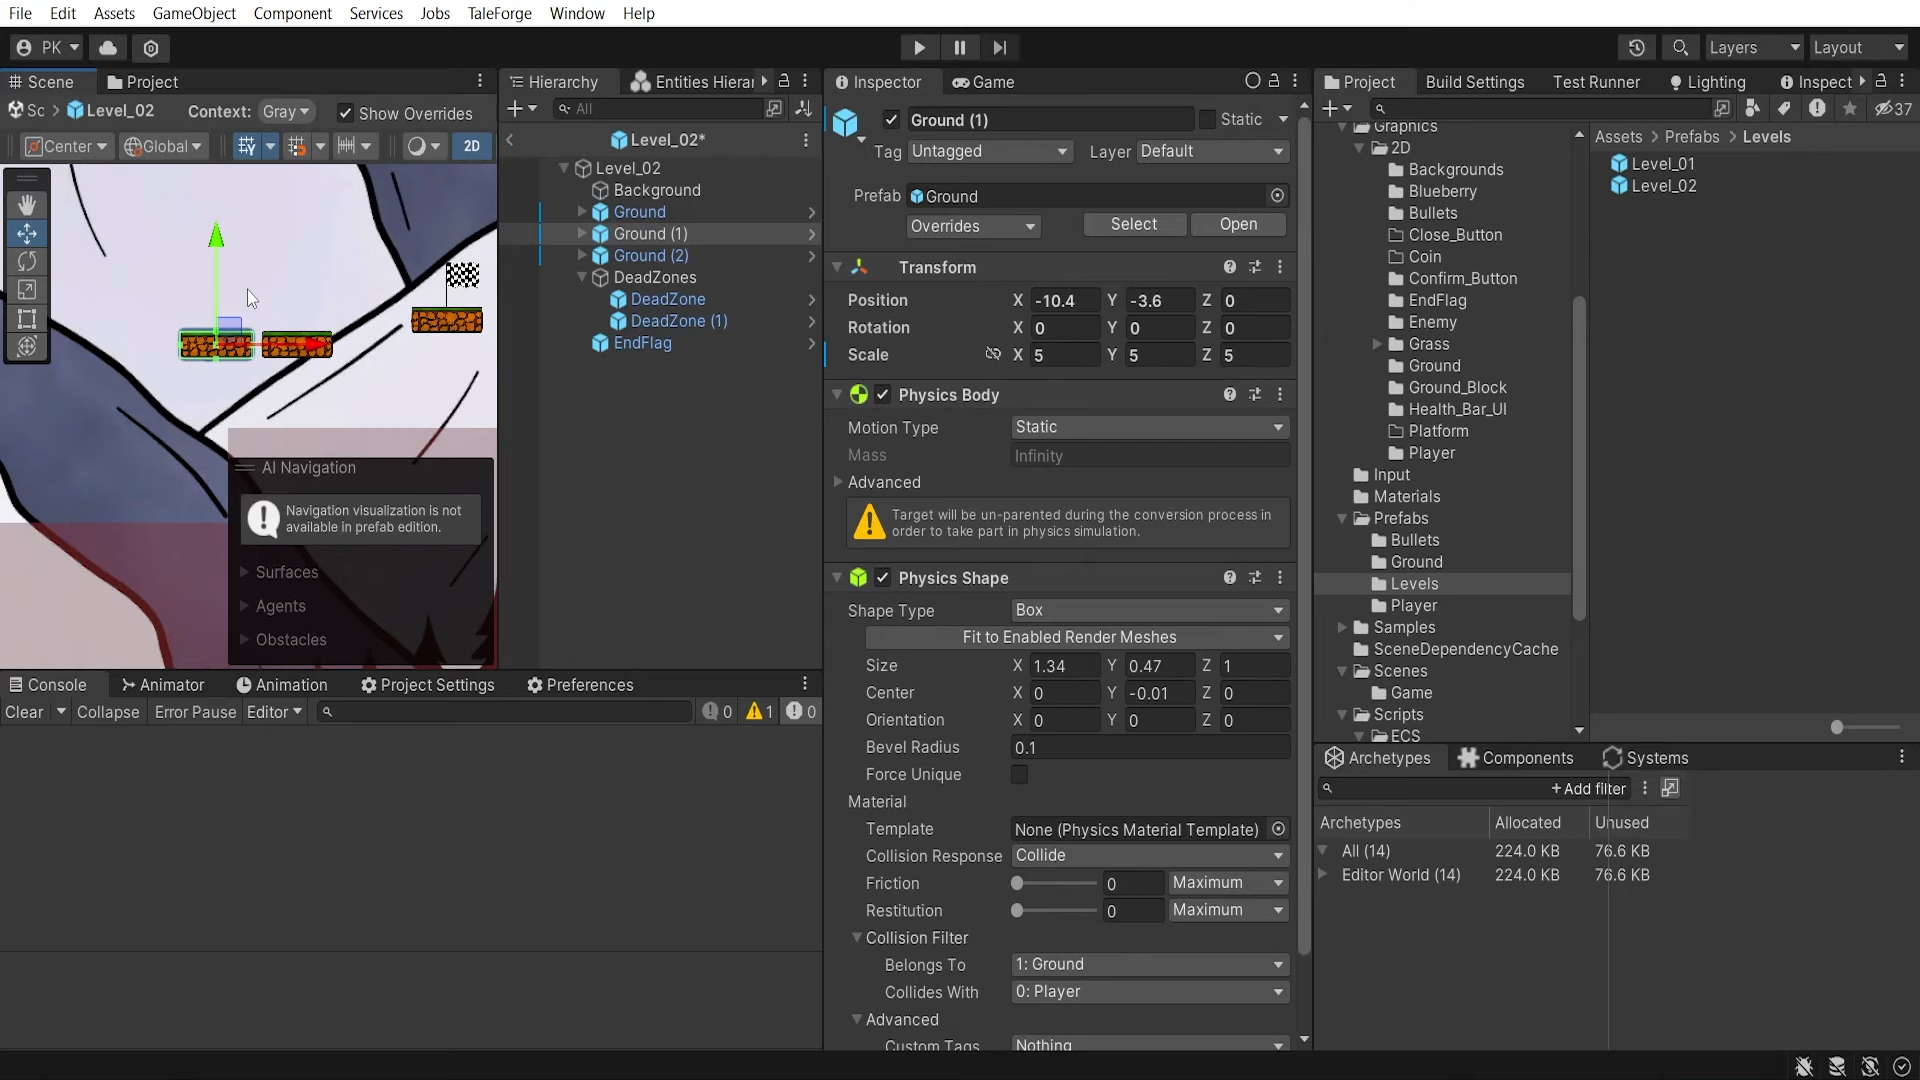 File Edit Assets GameObject Component Services Jobs TaleForge Window Help
PK Layers Layout
Scene Project
Sc > Level_02 Context: Gray Show Overrides
Center Global 2D
AI Navigation
Navigation visualization is not
available in prefab edition.
Surfaces
Agents
Obstacles
Hierarchy Entities Hierar
All
Level_02*
Level_02
Background
Ground
Ground (1)
Ground (2)
DeadZones
DeadZone
DeadZone (1)
EndFlag
Console Animator Animation Project Settings Preferences
Clear Collapse Error Pause Editor 0 1 0
Inspector Game
Ground (1) Static
Tag Untagged Layer Default
Prefab Ground
Overrides Select Open
Transform
Position X -10.4 Y -3.6 Z 0
Rotation X 0 Y 0 Z 0
Scale X 5 Y 5 Z 5
Physics Body
Motion Type Static
Mass Infinity
Advanced
Target will be un-parented during the conversion process in
order to take part in physics simulation.
Physics Shape
Shape Type Box
Fit to Enabled Render Meshes
Size X 1.34 Y 0.47 Z 1
Center X 0 Y -0.01 Z 0
Orientation X 0 Y 0 Z 0
Bevel Radius 0.1
Force Unique
Material
Template None (Physics Material Template)
Collision Response Collide
Friction 0 Maximum
Restitution 0 Maximum
Collision Filter
Belongs To 1: Ground
Collides With 0: Player
Advanced
Custom Tags Nothing
Project Build Settings Test Runner Lighting Inspect
37
Graphics
2D
Backgrounds
Blueberry
Bullets
Close_Button
Coin
Confirm_Button
EndFlag
Enemy
Grass
Ground
Ground_Block
Health_Bar_UI
Platform
Player
Input
Materials
Prefabs
Bullets
Ground
Levels
Player
Samples
SceneDependencyCache
Scenes
Game
Scripts
ECS
Assets > Prefabs > Levels
Level_01
Level_02
Archetypes Components Systems
+Add filter
Archetypes Allocated Unused
All (14) 224.0 KB 76.6 KB
Editor World (14) 224.0 KB 76.6 KB